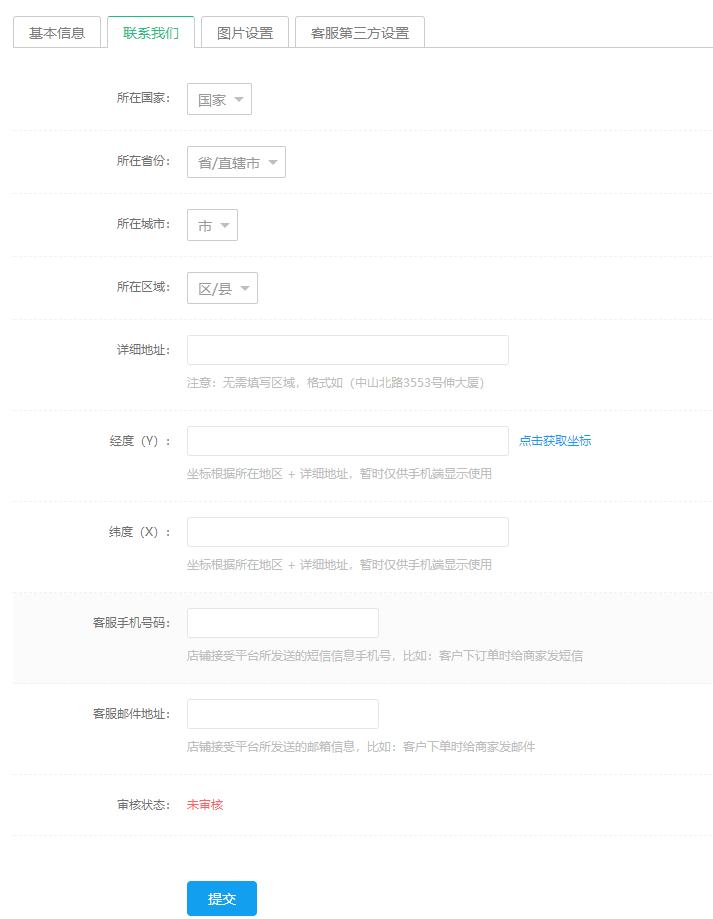 基本信息 联系我们 图片设置 客服第三方设置
所在国家： 国家
所在省份： 省/直辖市
所在城市： 市
所在区域： 区/县
详细地址：
注意：无需填写区域，格式如（中山北路3553号伸大厦）
经度（Y）： 点击获取坐标
坐标根据所在地区 + 详细地址，暂时仅供手机端显示使用
纬度（X）：
坐标根据所在地区 + 详细地址，暂时仅供手机端显示使用
客服手机号码：
店铺接受平台所发送的短信信息手机号，比如：客户下订单时给商家发短信
客服邮件地址：
店铺接受平台所发送的邮箱信息，比如：客户下单时给商家发邮件
审核状态： 未审核
提交